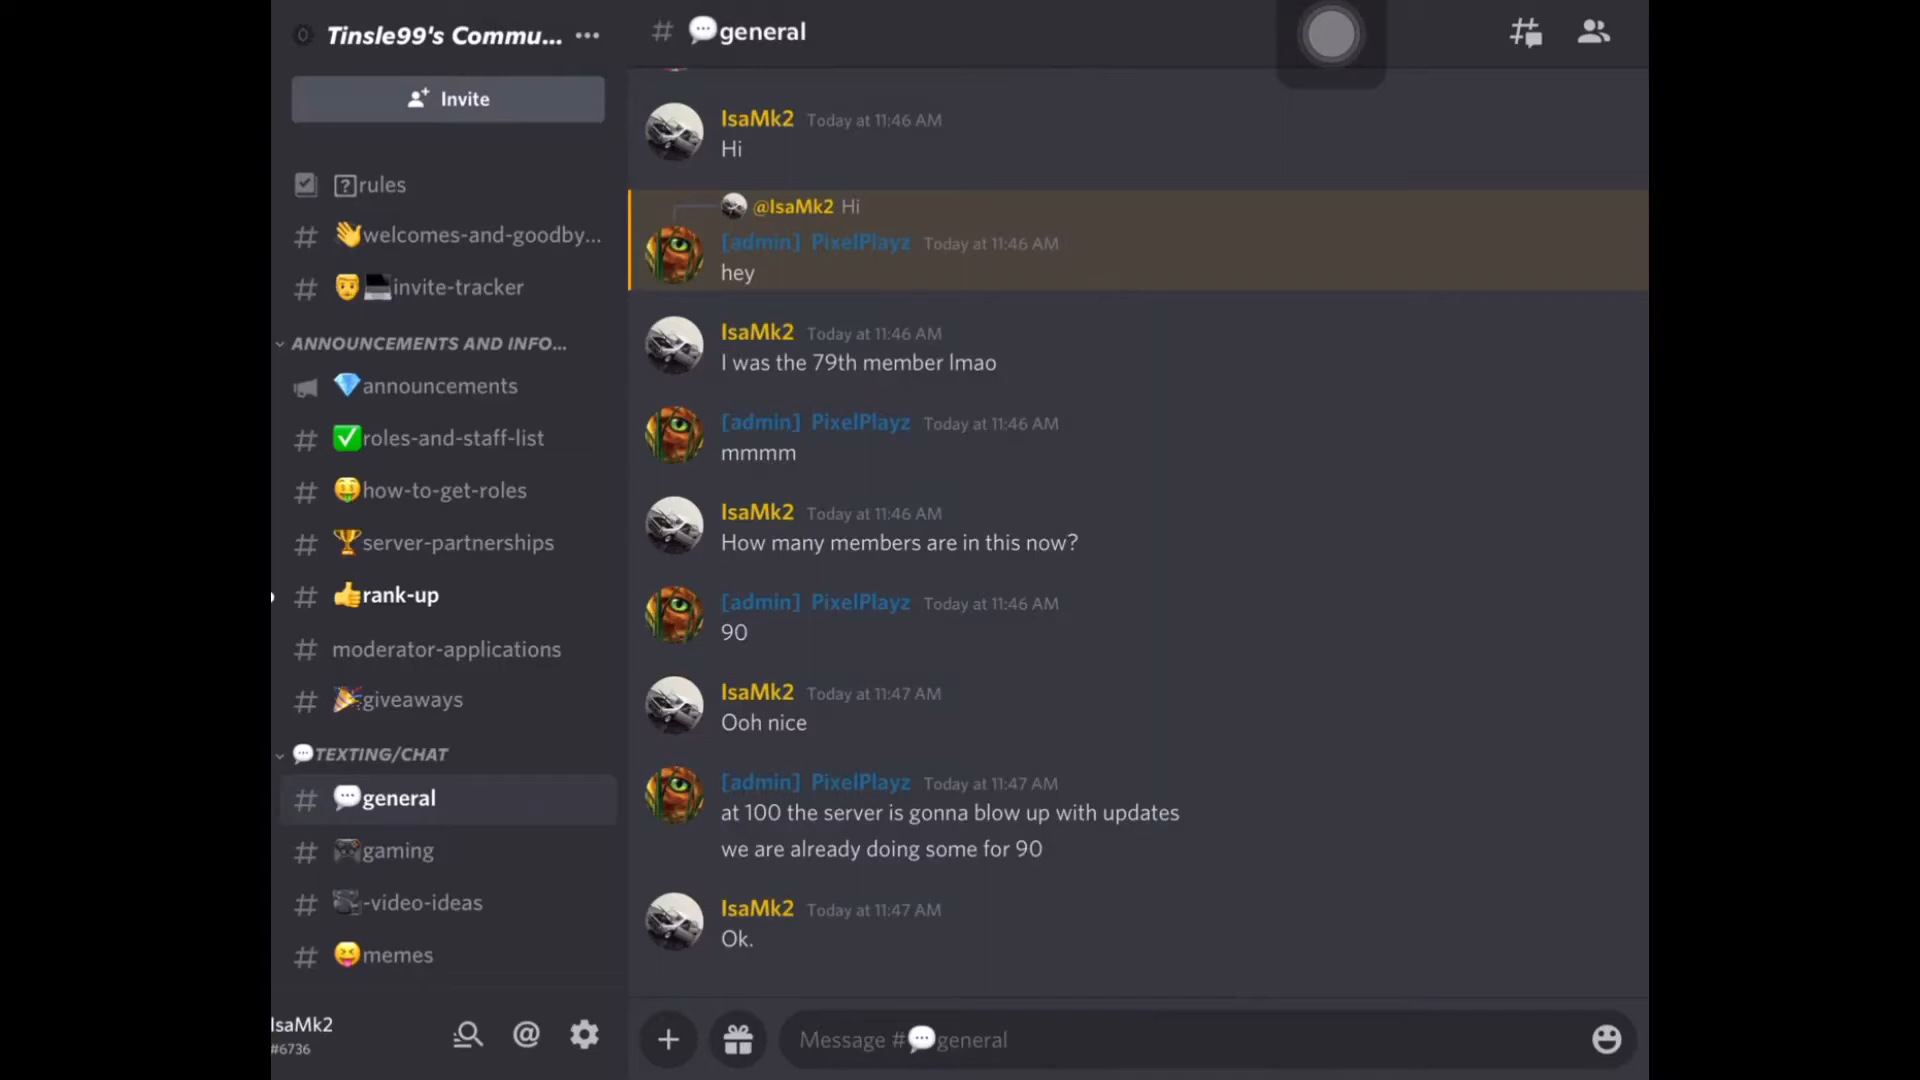 Tinsle99's Commu...
Invite
rules
welcomes-and-goodby...
invite-tracker
ANNOUNCEMENTS AND INFO...
announcements
roles-and-staff-list
how-to-get-roles
server-partnerships
rank-up
moderator-applications
giveaways
TEXTING/CHAT
general
gaming
-video-ideas
memes
IsaMk2
#6736
general
IsaMk2 Today at 11:46 AM
Hi
@IsaMk2 Hi
[admin] PixelPlayz Today at 11:46 AM
hey
IsaMk2 Today at 11:46 AM
I was the 79th member lmao
[admin] PixelPlayz Today at 11:46 AM
mmmm
IsaMk2 Today at 11:46 AM
How many members are in this now?
[admin] PixelPlayz Today at 11:46 AM
90
IsaMk2 Today at 11:47 AM
Ooh nice
[admin] PixelPlayz Today at 11:47 AM
at 100 the server is gonna blow up with updates
we are already doing some for 90
IsaMk2 Today at 11:47 AM
Ok.
Message #💬general